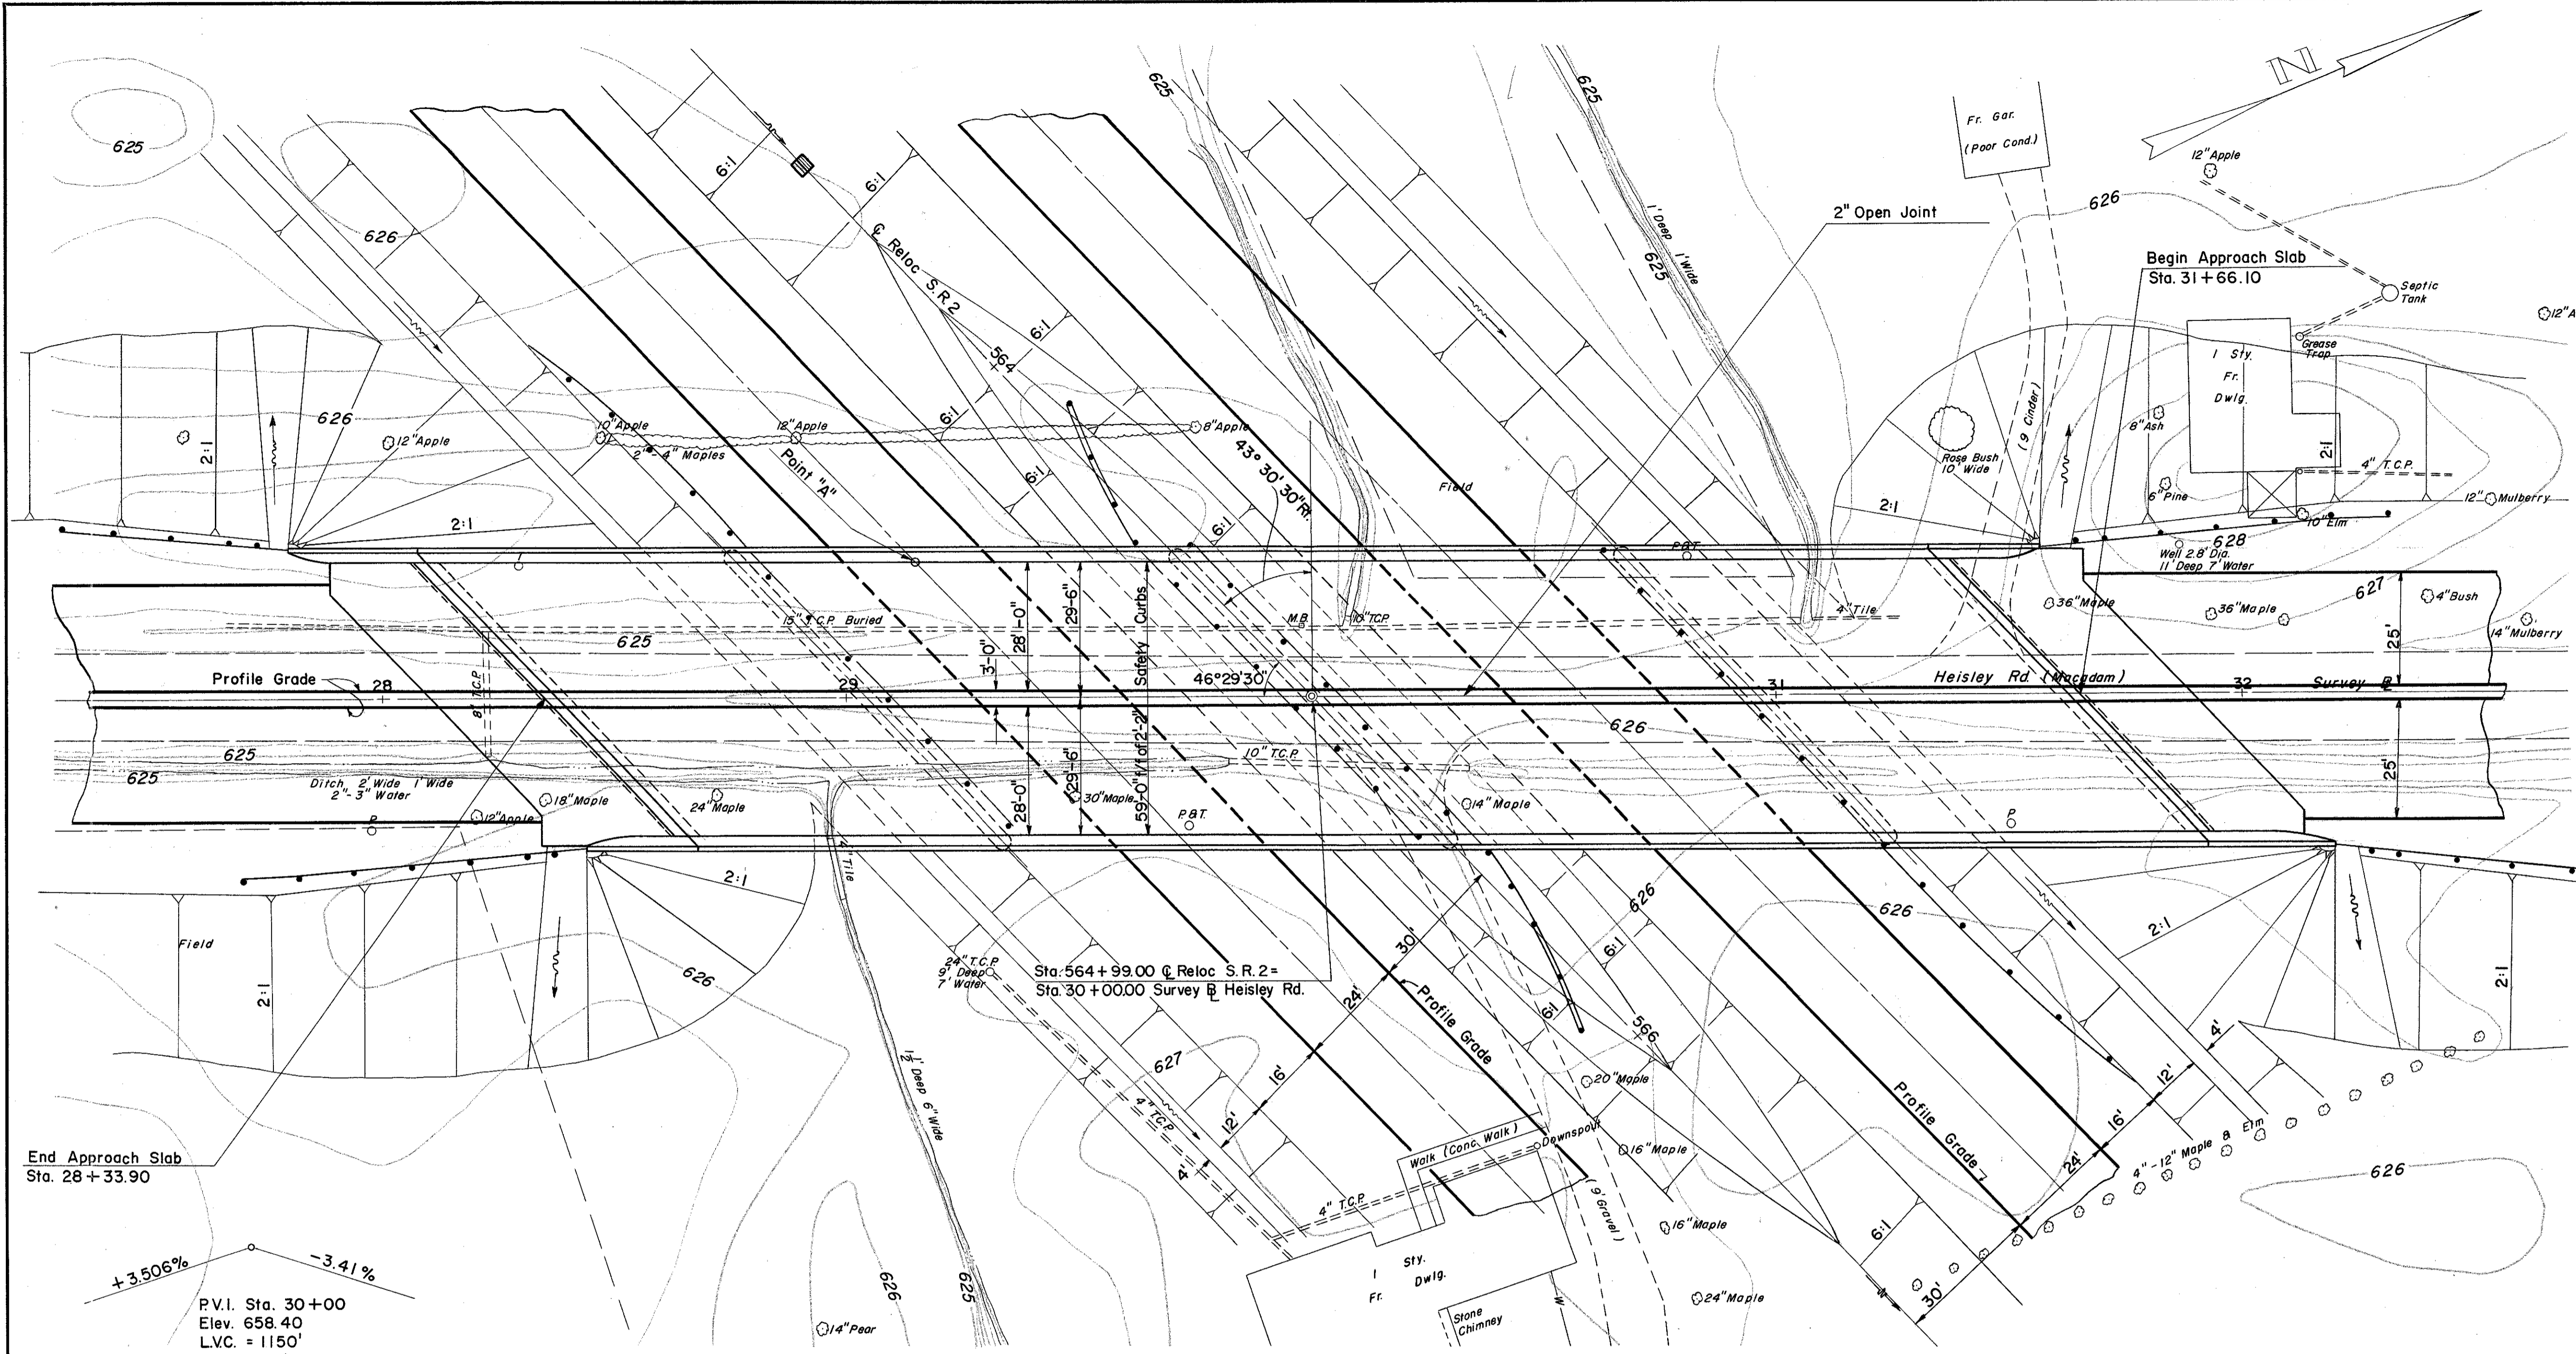 N
625
625
625
Fr. Gar.
(Poor Cond.)
12" Apple
626
2" Open Joint
Begin Approach Slab
Sta. 31+66.10
Septic
Tank
Grease
Trap
1 Sty.
Fr.
Dwlg.
12" A
625
626
6:1
6:1
℄ Reloc S.R.2
564
6:1
6:1
6:1
6:1
1' Deep 1' Wide
625
626
2:1
12" Apple
10" Apple
2"-4" Maples
12" Apple
8" Apple
Point "A"
43° 30' 30" Rt.
Field
Rose Bush
10' Wide
(9' Cinder)
8" Ash
6" Pine
2:1
4" T.C.P.
12" Mulberry
10" Elm
2:1
2:1
P.&T.
628
Well 2.8' Dia.
11' Deep 7' Water
627
4" Bush
36" Maple
36" Maple
14" Mulberry
15" T.C.P. Buried
625
8" T.C.P.
28'-0"
29'-6"
3'-0"
59'-0" f/f of 2'-2" Safety Curbs
M.B.
10" T.C.P.
4" Tile
46°29'30"
25'
Profile Grade
28
29
31
Heisley Rd (Macadam)
32
Survey ℄
626
25'
625
625
Ditch, 2' Wide 1' Wide
2"-3" Water
10" T.C.P.
28'-0"
29'-6"
30" Maple
P.&T.
14" Maple
P
P
12" Apple
18" Maple
24" Maple
4" Tile
2:1
Field
2:1
626
24" T.C.P.
9' Deep
7' Water
Sta. 564+99.00 ℄ Reloc S.R.2=
Sta. 30+00.00 Survey ℄ Heisley Rd.
30'
24'
16'
12'
4'
Profile Grade
6:1
6:1
566
626
626
2:1
2:1
627
4" T.C.P.
1½' Deep 6" Wide
20" Maple
16" Maple
16" Maple
24" Maple
Walk (Conc. Walk)
Downspout
4" T.C.P.
(9' Gravel)
Profile Grade
4'
12'
16'
24'
30'
6:1
4"-12" Maple & Elm
626
W
W
1 Sty.
Fr. Dwlg.
Stone
Chimney
End Approach Slab
Sta. 28+33.90
626
625
14" Pear
+3.506%
-3.41%
P.V.I. Sta. 30+00
Elev. 658.40
L.V.C. = 1150'